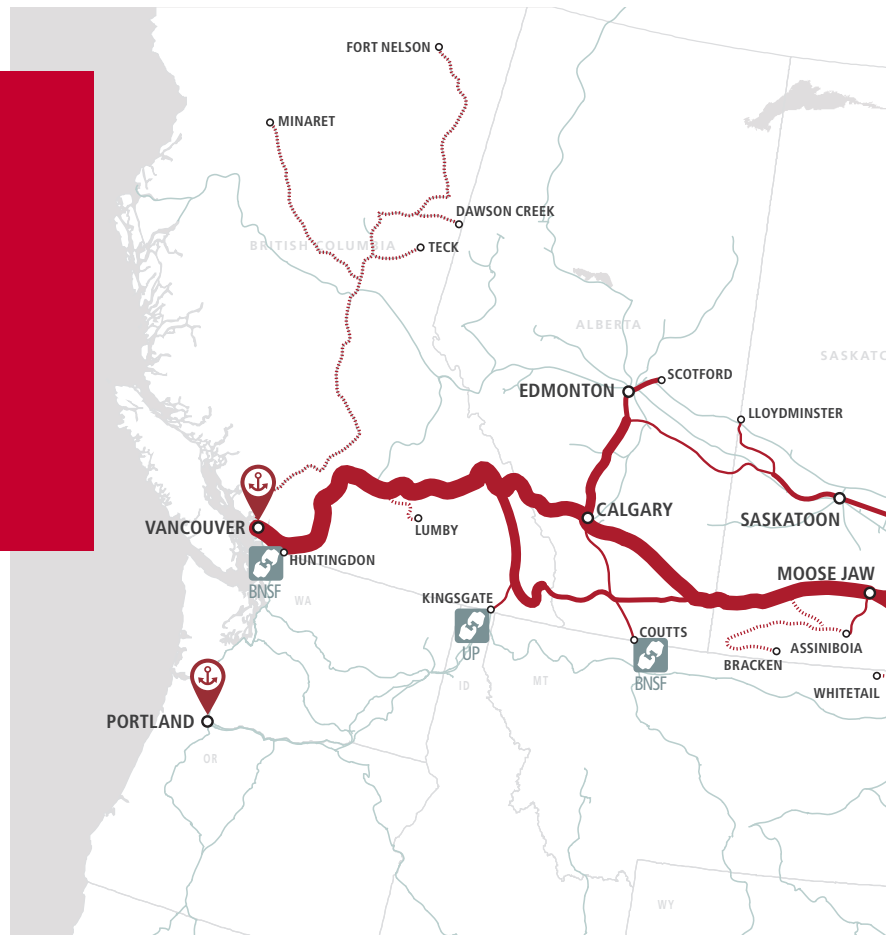 FORT NELSON
MINARET
DAWSON CREEK
BRITISH COLUMBIA
TECK
ALBERTA
SASKATC
SCOTFORD
EDMONTON
LLOYDMINSTER
SASKATOON
CALGARY
VANCOUVER
LUMBY
HUNTINGDON
BNSF
MOOSE JAW
KINGSGATE
WA
UP
COUTTS
BNSF
ASSINIBOIA
BRACKEN
WHITETAIL
ID
MT
PORTLAND
OR
WY